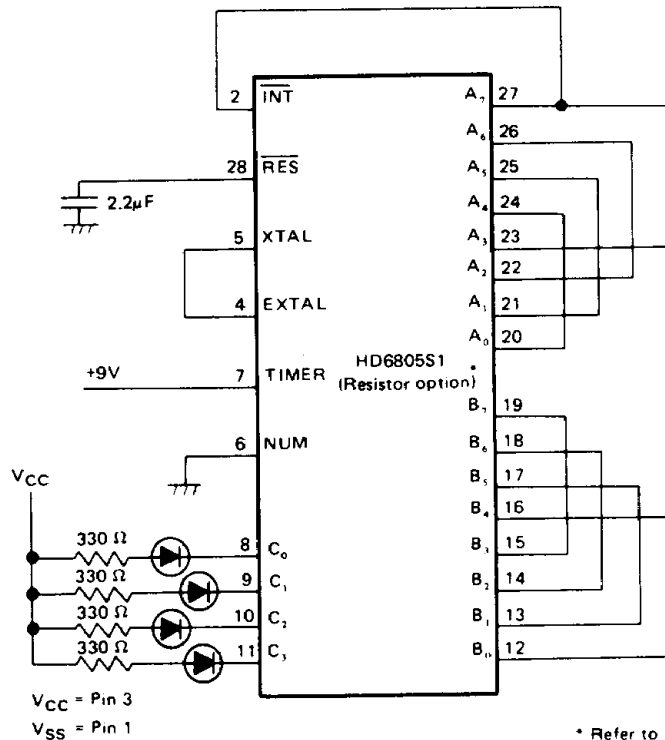 2 INT A₇ 27
A₆ 26
28 RES A₅ 25
2.2μF A₄ 24
5 XTAL A₃ 23
A₂ 22
4 EXTAL A₁ 21
A₀ 20
HD6805S1
+9V 7 TIMER (Resistor option)*
B₇ 19
6 NUM B₆ 18
VCC B₅ 17
B₄ 16
330 Ω 8 C₀ B₃ 15
330 Ω 9 C₁ B₂ 14
330 Ω 10 C₂ B₁ 13
330 Ω 11 C₃ B₀ 12
VCC = Pin 3
VSS = Pin 1
* Refer to